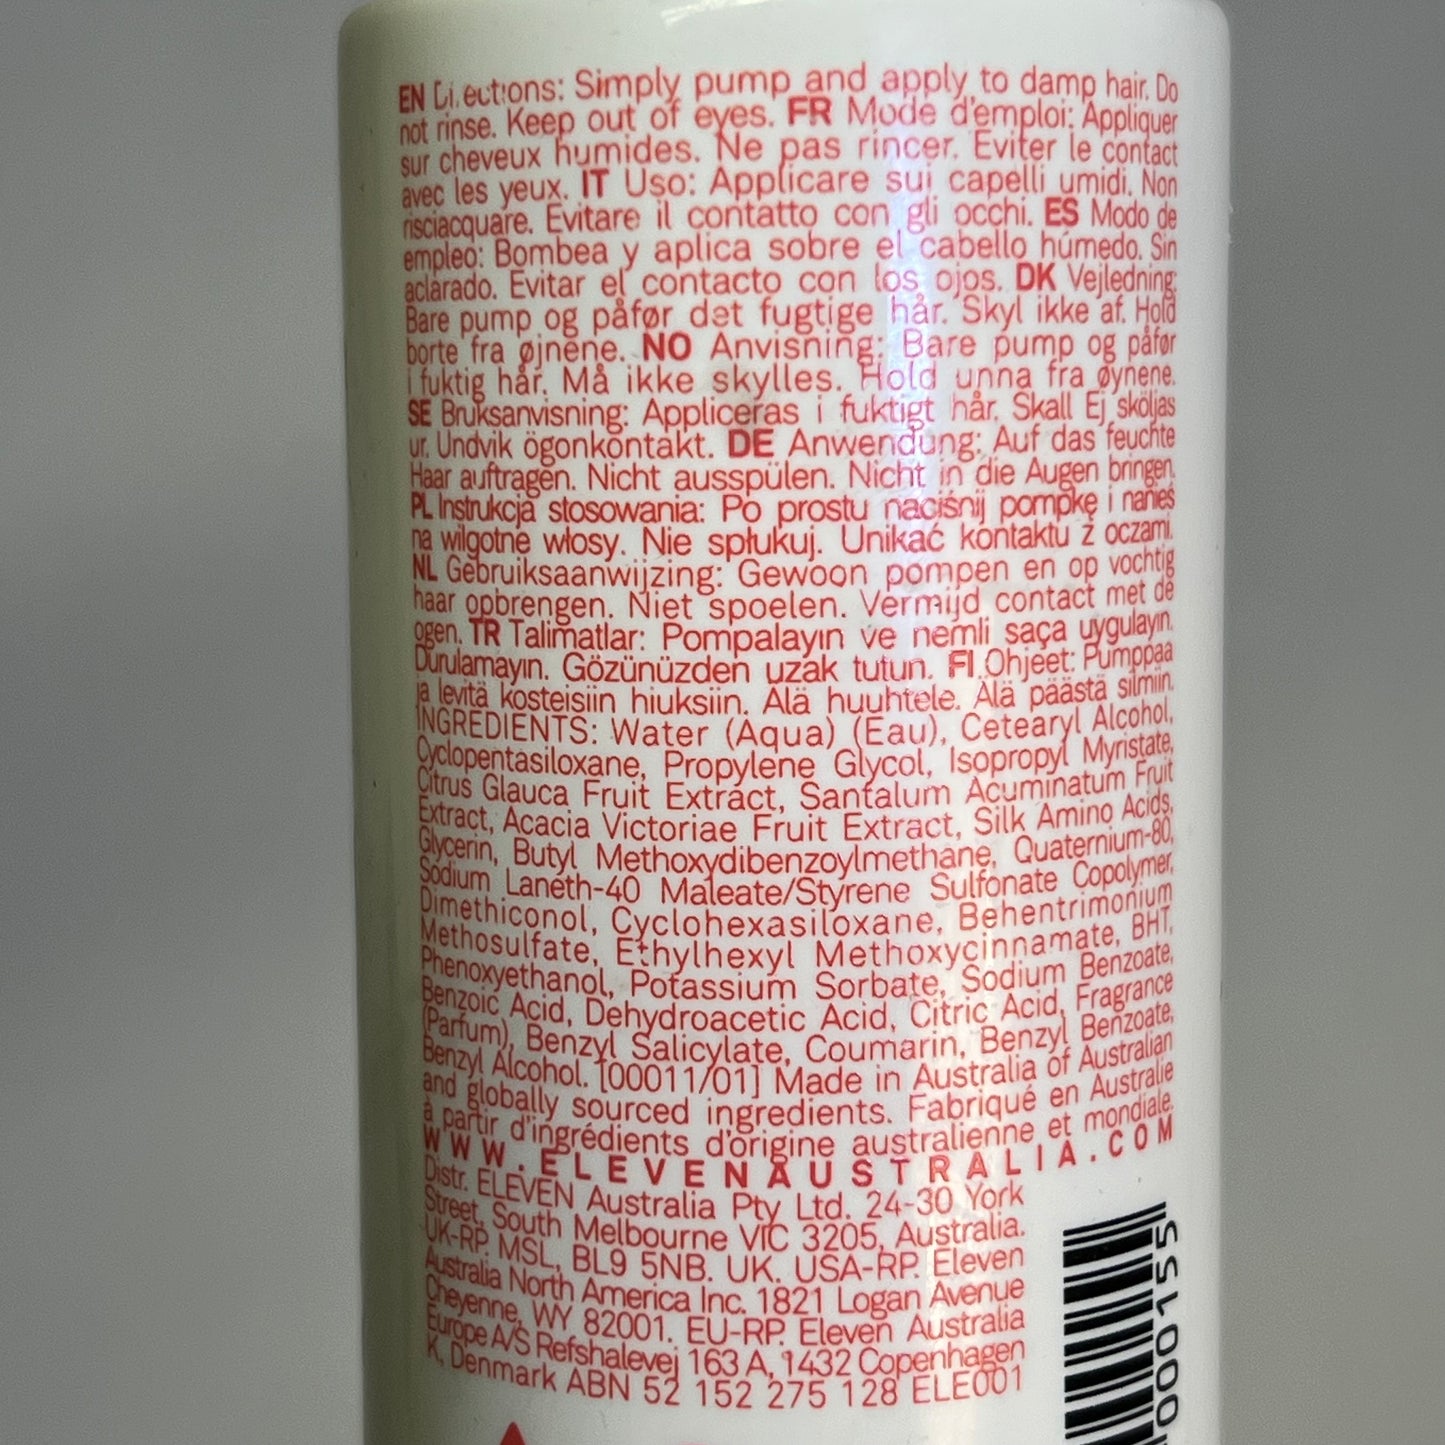 EN Directions: Simply pump and apply to damp hair. Do
not rinse. Keep out of eyes. FR Mode d'emploi: Appliquer
sur cheveux humides. Ne pas rincer. Eviter le contact
avec les yeux. IT Uso: Applicare sui capelli umidi. Non
risciacquare. Evitare il contatto con gli occhi. ES Modo de
empleo: Bombea y aplica sobre el cabello húmedo. Sin
aclarado. Evitar el contacto con los ojos. DK Vejledning:
Bare pump og påfør det fugtige hår. Skyl ikke af. Hold
borte fra øjnene. NO Anvisning: Bare pump og påfør
i fuktig hår. Må ikke skylles. Hold unna fra øynene.
SE Bruksanvisning: Appliceras i fuktigt hår. Skall Ej sköljas
ur. Undvik ögonkontakt. DE Anwendung: Auf das feuchte
Haar auftragen. Nicht ausspülen. Nicht in die Augen bringen.
PL Instrukcja stosowania: Po prostu naciśnij pompkę i nanieś
na wilgotne włosy. Nie spłukuj. Unikać kontaktu z oczami.
NL Gebruiksaanwijzing: Gewoon pompen en op vochtig
haar opbrengen. Niet spoelen. Vermijd contact met de
ogen. TR Talimatlar: Pompalayın ve nemli saça uygulayın.
Durulamayın. Gözünüzden uzak tutun. FI Ohjeet: Pumppaa
ja levitä kosteisiin hiuksiin. Älä huuhtele. Älä päästä silmiin.
INGREDIENTS: Water (Aqua) (Eau), Cetearyl Alcohol,
Cyclopentasiloxane, Propylene Glycol, Isopropyl Myristate,
Citrus Glauca Fruit Extract, Santalum Acuminatum Fruit
Extract, Acacia Victoriae Fruit Extract, Silk Amino Acids,
Glycerin, Butyl Methoxydibenzoylmethane, Quaternium-80,
Sodium Laneth-40 Maleate/Styrene Sulfonate Copolymer,
Dimethiconol, Cyclohexasiloxane, Behentrimonium
Methosulfate, Ethylhexyl Methoxycinnamate, BHT,
Phenoxyethanol, Potassium Sorbate, Sodium Benzoate,
Benzoic Acid, Dehydroacetic Acid, Citric Acid, Fragrance
(Parfum), Benzyl Salicylate, Coumarin, Benzyl Benzoate,
Benzyl Alcohol. [00011/01] Made in Australia of Australian
and globally sourced ingredients. Fabriqué en Australie
à partir d'ingrédients d'origine australienne et mondiale.
WWW.ELEVENAUSTRALIA.COM
Distr. ELEVEN Australia Pty Ltd. 24-30 York
Street, South Melbourne VIC 3205, Australia.
UK-RP. MSL, BL9 5NB. UK. USA-RP. Eleven
Australia North America Inc. 1821 Logan Avenue
Cheyenne, WY 82001. EU-RP. Eleven Australia
Europe A/S Refshalevej 163 A, 1432 Copenhagen
K, Denmark ABN 52 152 275 128 ELE001
000155